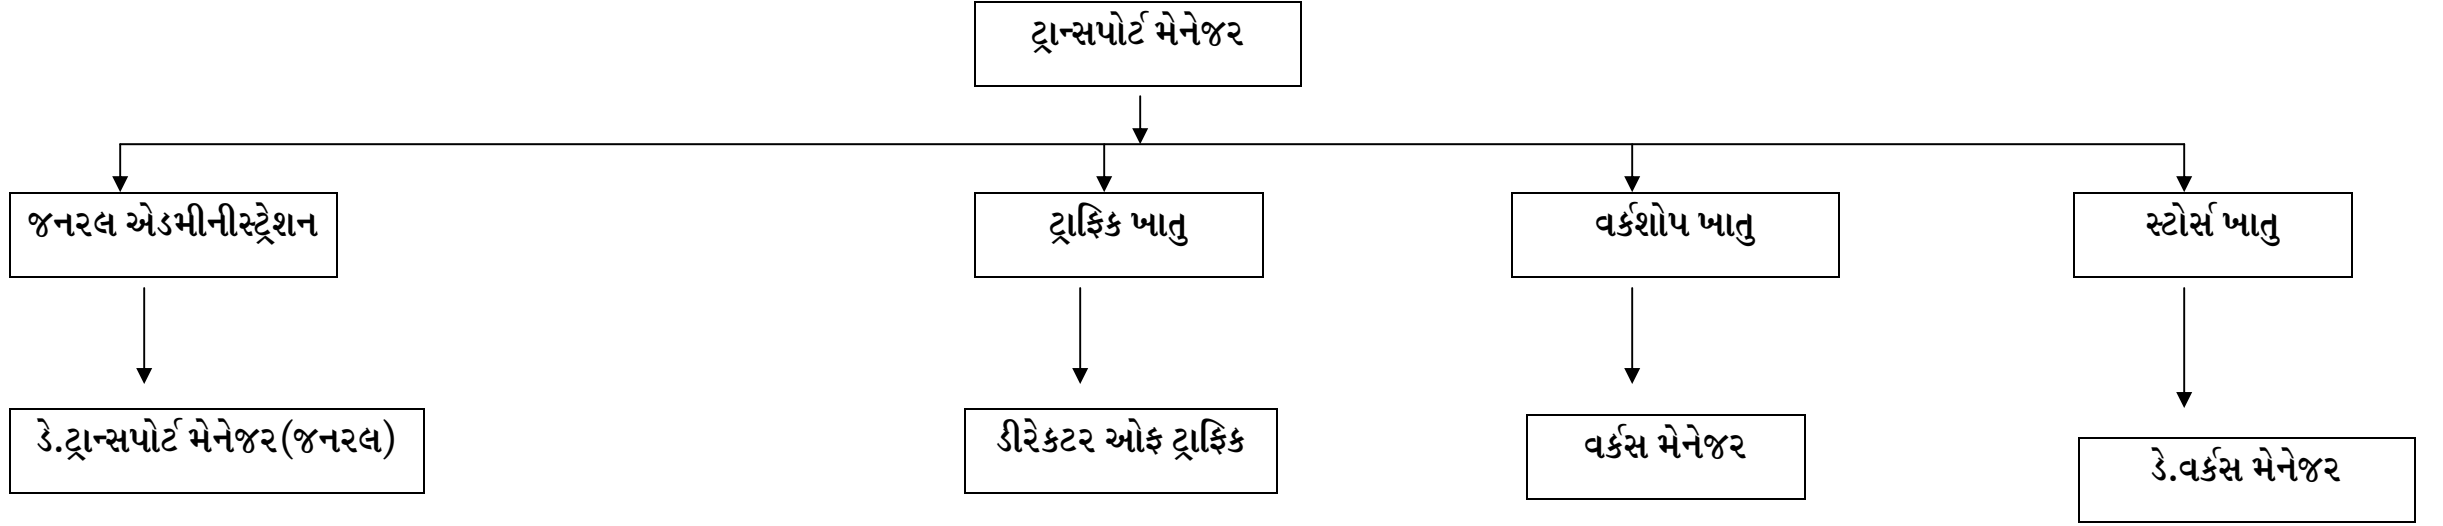 ટ્રાન્સપોર્ટ મેનેજર
જનરલ એડમીનીસ્ટ્રેશન
ટ્રાફિક ખાતુ
વર્કશોપ ખાતુ
સ્ટોર્સ ખાતુ
ડે.ટ્રાન્સપોર્ટ મેનેજર(જનરલ)
ડીરેકટર ઓફ ટ્રાફિક
વર્કસ મેનેજર
ડે.વર્કસ મેનેજર